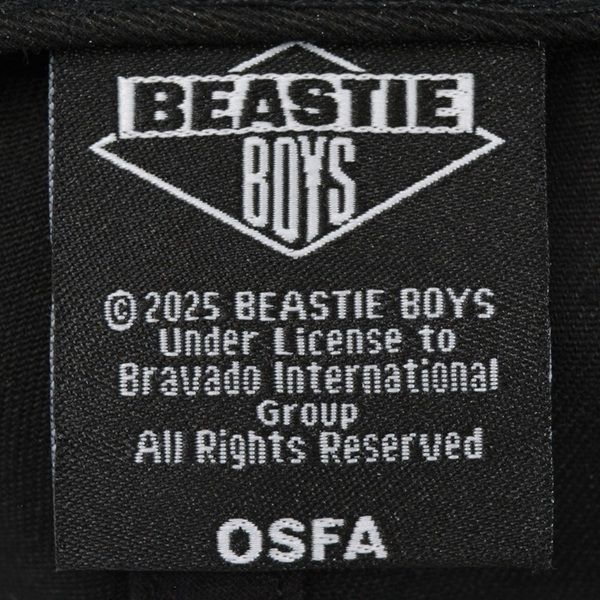 BEASTIE
BOYS
© 2025 BEASTIE BOYS
Under License to
Bravado International
Group
All Rights Reserved
OSFA